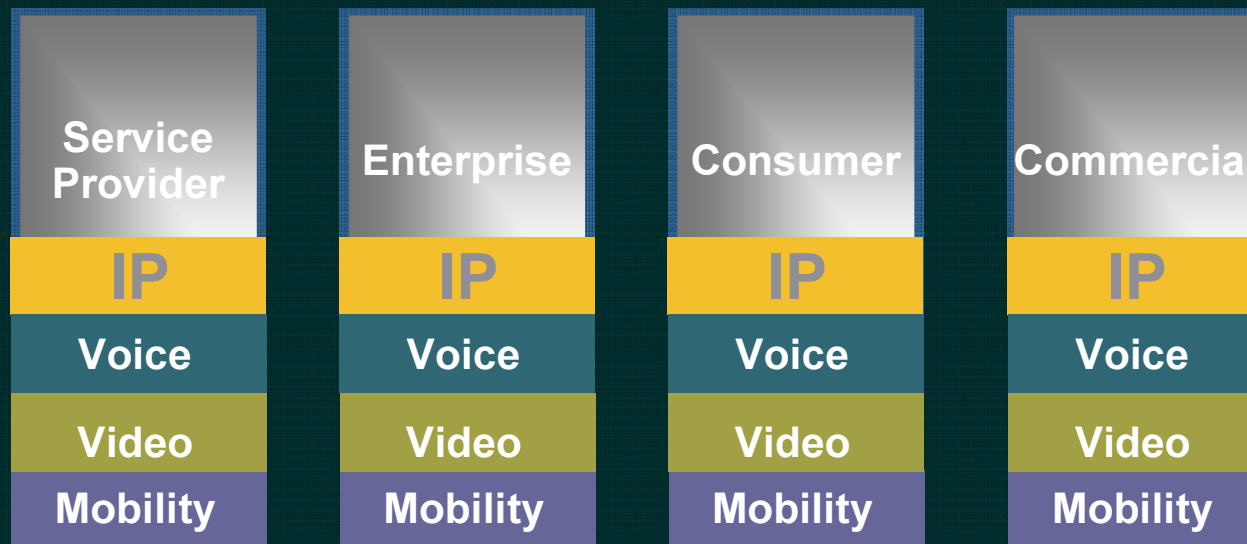 Service
Provider
IP
Voice
Video
Mobility
Enterprise
IP
Voice
Video
Mobility
Consumer
IP
Voice
Video
Mobility
Commercia
IP
Voice
Video
Mobility